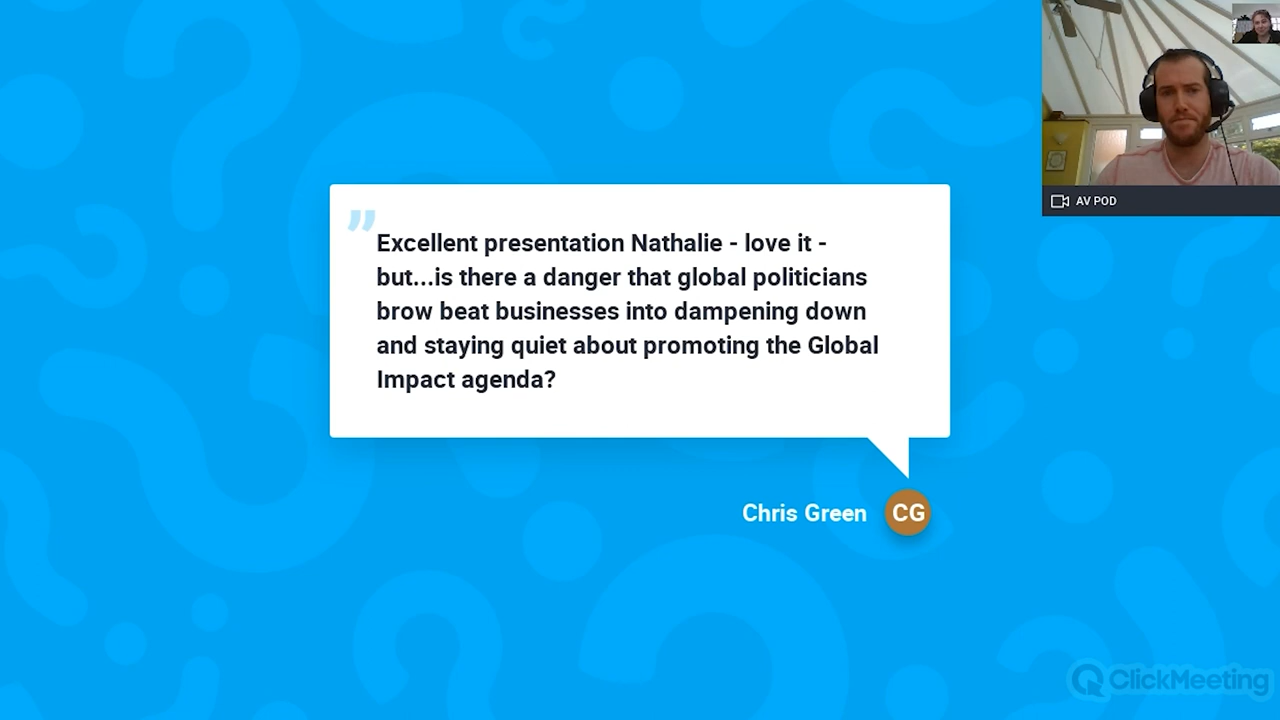 AV POD
"
Excellent presentation Nathalie - love it -
but...is there a danger that global politicians
brow beat businesses into dampening down
and staying quiet about promoting the Global
Impact agenda?
Chris Green CG
ClickMeeting